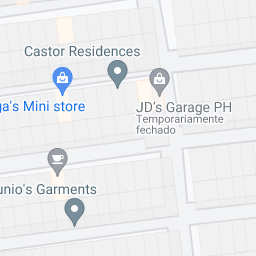 Castor Residences
ga's Mini store
JD's Garage PH
Temporariamente
fechado
unio's Garments